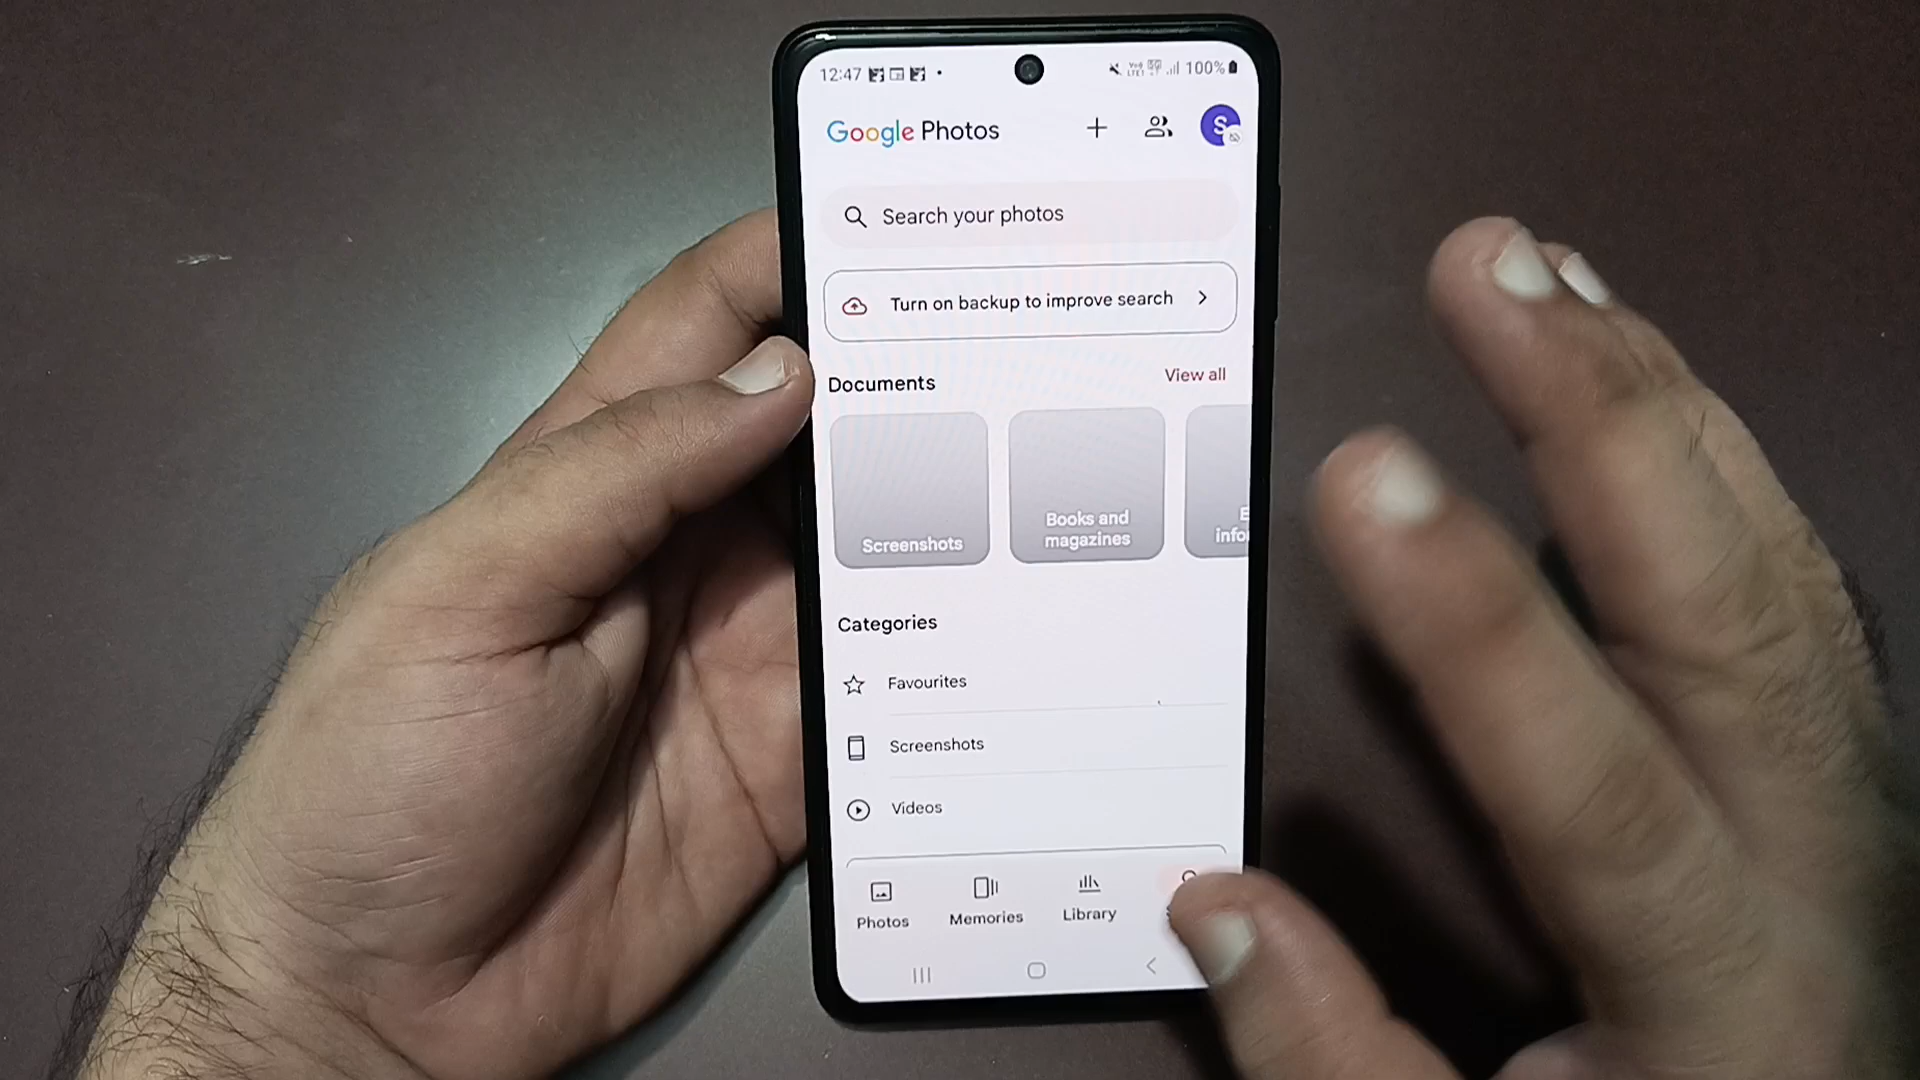 12:47
100%
Google Photos
S
Search your photos
Turn on backup to improve search
Documents
View all
Screenshots
Books and
magazines
E
info
Categories
Favourites
Screenshots
Videos
Photos
Memories
Library